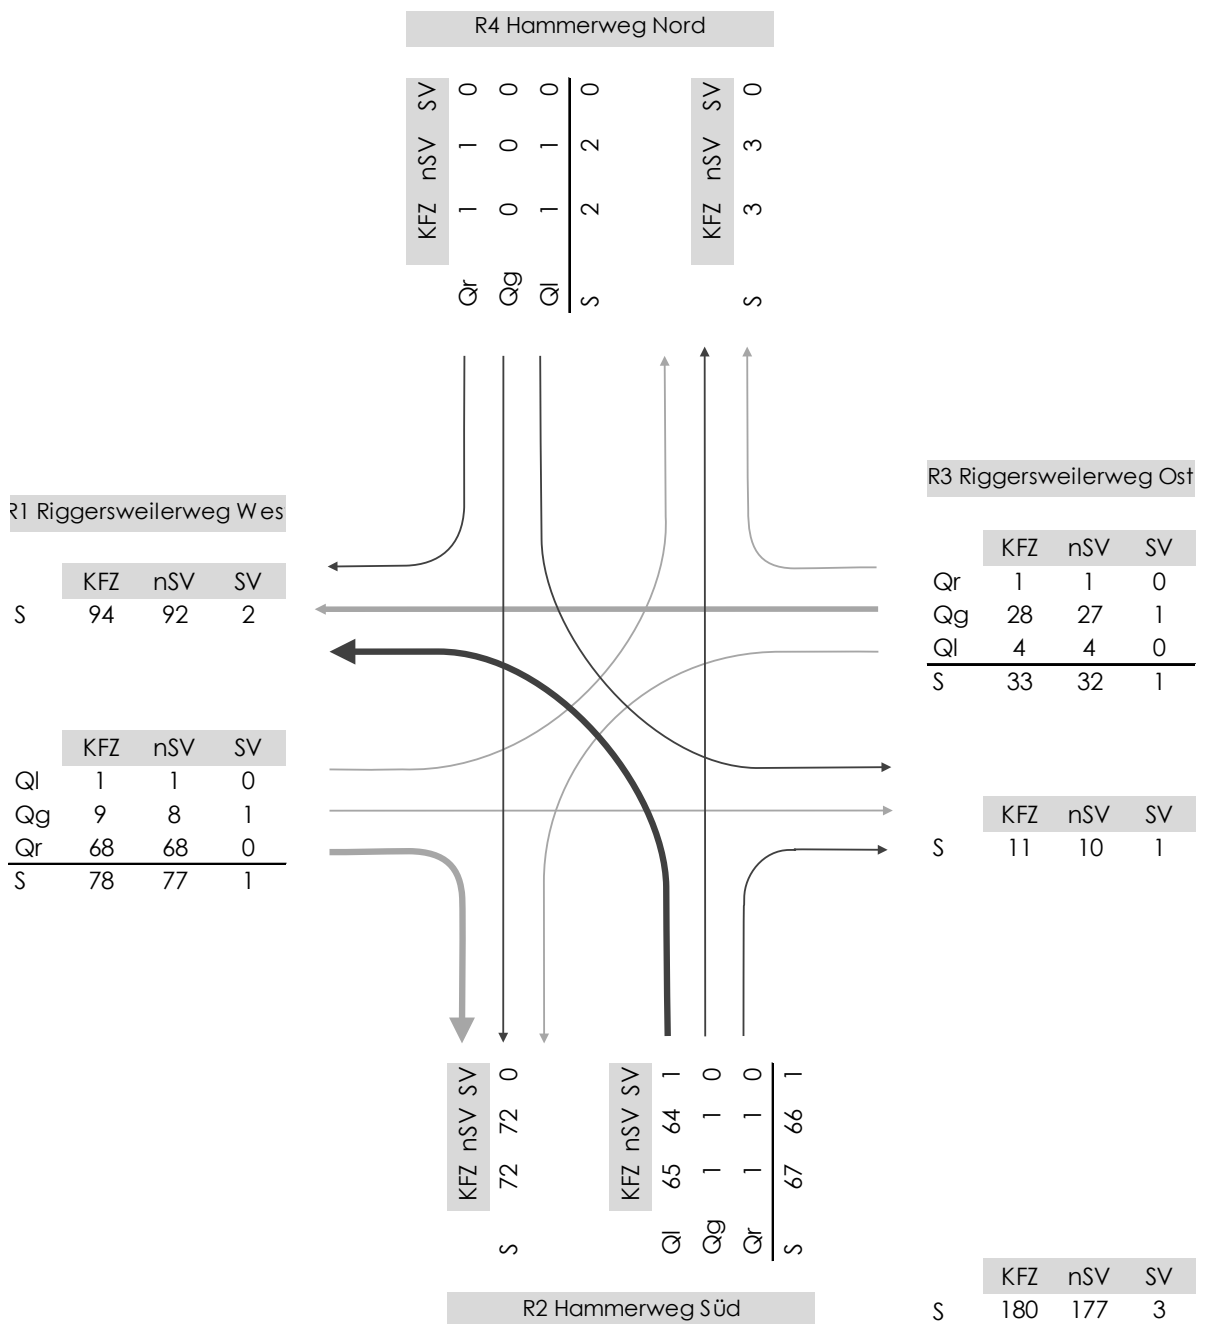 R4 Hammerweg Nord
SV 0 0 0 0
nSV 1 0 1 2
KFZ 1 0 1 2
Qr Qg Ql S
SV 0
nSV 3
KFZ 3
S
R1 Riggersweilerweg Wes
KFZ nSV SV
S 94 92 2
KFZ nSV SV
Ql 1 1 0
Qg 9 8 1
Qr 68 68 0
S 78 77 1
R3 Riggersweilerweg Ost
KFZ nSV SV
Qr 1 1 0
Qg 28 27 1
Ql 4 4 0
S 33 32 1
KFZ nSV SV
S 11 10 1
SV 0
nSV 72
KFZ 72
S
SV 1 0 0 1
nSV 64 1 1 66
KFZ 65 1 1 67
Ql Qg Qr S
R2 Hammerweg Süd
KFZ nSV SV
S 180 177 3